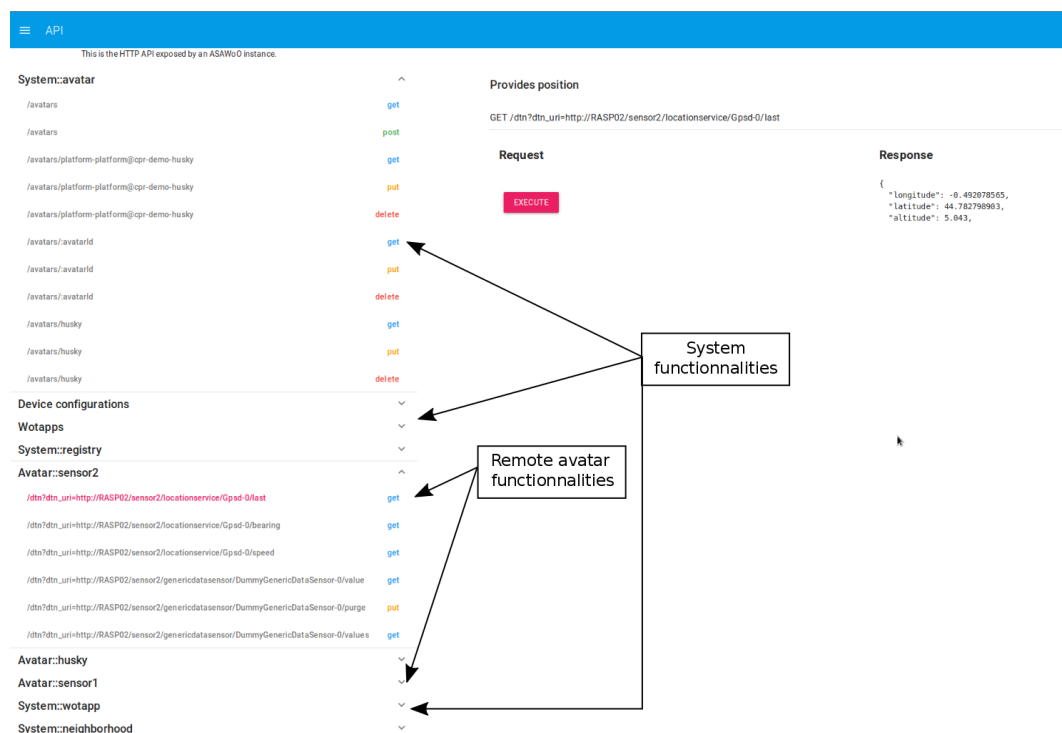 API
This is the HTTP API exposed by an ASAWoO instance.
System::avatar
/avatars get
/avatars post
/avatars/platform-platform@cpr-demo-husky get
/avatars/platform-platform@cpr-demo-husky put
/avatars/platform-platform@cpr-demo-husky delete
/avatars/:avatarId get
/avatars/:avatarId put
/avatars/:avatarId delete
/avatars/husky get
/avatars/husky put
/avatars/husky delete
Device configurations
Wotapps
System::registry
Avatar::sensor2
/dtn?dtn_uri=http://RASP02/sensor2/locationservice/Gpsd-0/last get
/dtn?dtn_uri=http://RASP02/sensor2/locationservice/Gpsd-0/bearing get
/dtn?dtn_uri=http://RASP02/sensor2/locationservice/Gpsd-0/speed get
/dtn?dtn_uri=http://RASP02/sensor2/genericdatasensor/DummyGenericDataSensor-0/value get
/dtn?dtn_uri=http://RASP02/sensor2/genericdatasensor/DummyGenericDataSensor-0/purge put
/dtn?dtn_uri=http://RASP02/sensor2/genericdatasensor/DummyGenericDataSensor-0/values get
Avatar::husky
Avatar::sensor1
System::wotapp
System::neighborhood
Provides position
GET /dtn?dtn_uri=http://RASP02/sensor2/locationservice/Gpsd-0/last
Request
EXECUTE
Response
{
"longitude": -0.492078565,
"latitude": 44.782798903,
"altitude": 5.043,
System
functionnalities
Remote avatar
functionnalities